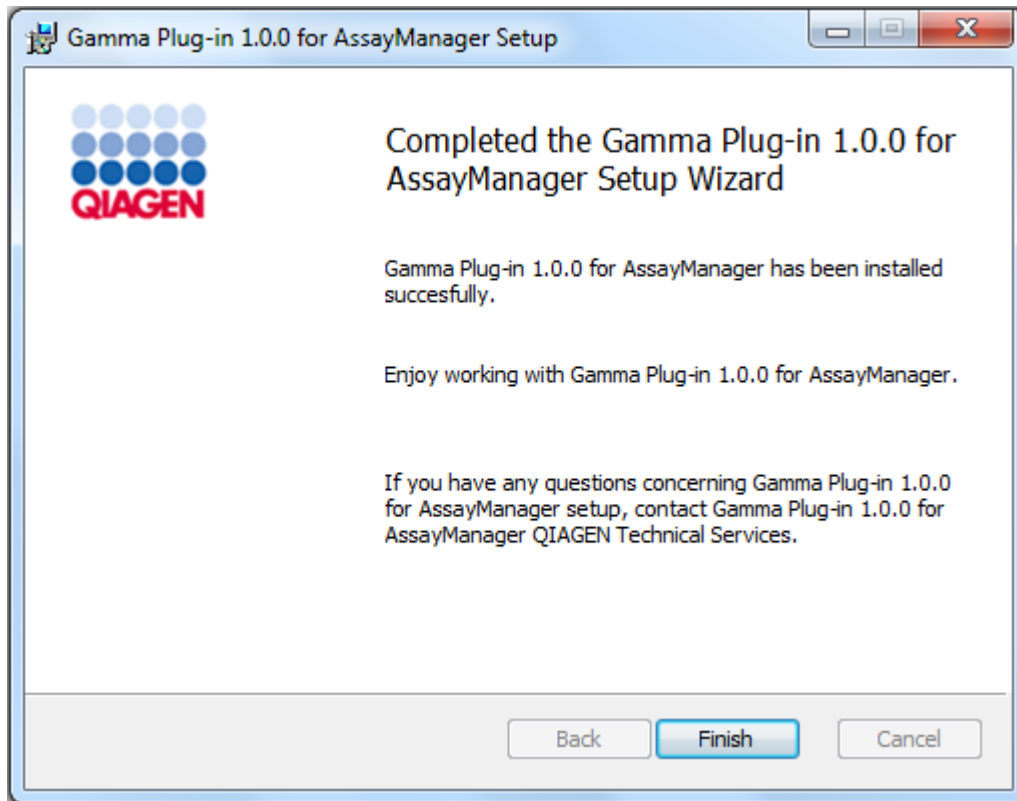 Gamma Plug-in 1.0.0 for AssayManager Setup
QIAGEN
Completed the Gamma Plug-in 1.0.0 for
AssayManager Setup Wizard
Gamma Plug-in 1.0.0 for AssayManager has been installed
succesfully.
Enjoy working with Gamma Plug-in 1.0.0 for AssayManager.
If you have any questions concerning Gamma Plug-in 1.0.0
for AssayManager setup, contact Gamma Plug-in 1.0.0 for
AssayManager QIAGEN Technical Services.
Back
Finish
Cancel